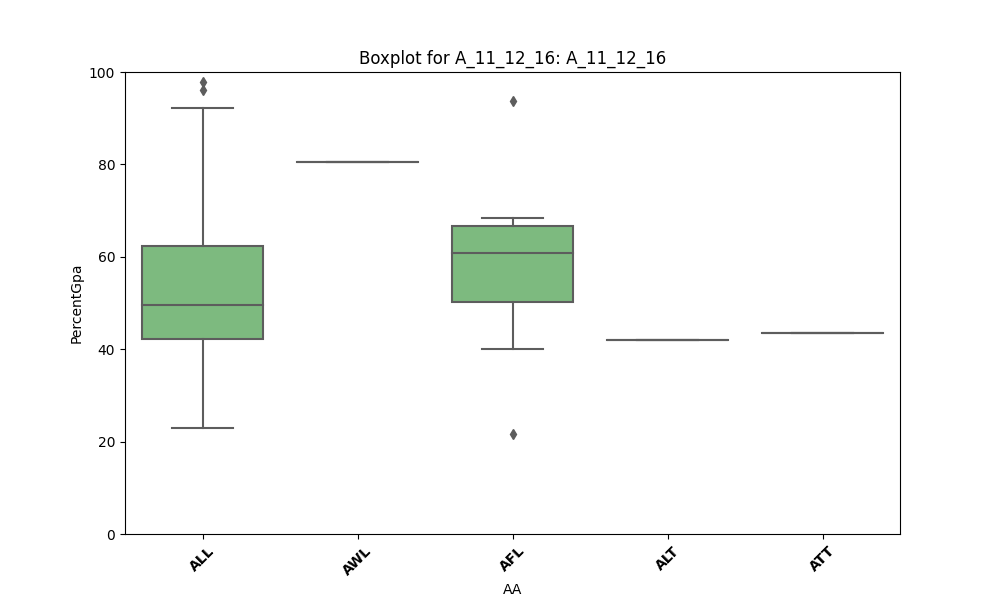 Boxplot for A_11_12_16: A_11_12_16
100
80
60
40
20
0
PercentGpa
ALL
AWL
AFL
ALT
ATT
AA